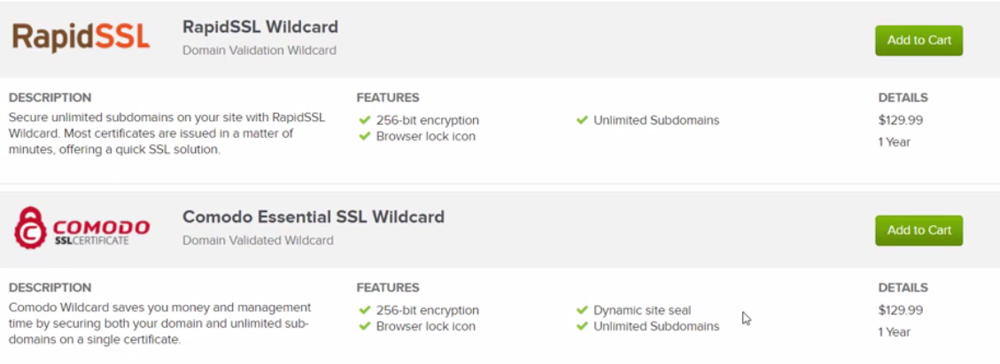 RapidSSL
RapidSSL Wildcard
Domain Validation Wildcard
Add to Cart
DESCRIPTION
Secure unlimited subdomains on your site with RapidSSL
Wildcard. Most certificates are issued in a matter of
minutes, offering a quick SSL solution.
FEATURES
256-bit encryption
Browser lock icon
Unlimited Subdomains
DETAILS
$129.99
1 Year
C COMODO
SSLCERTIFICATE
Comodo Essential SSL Wildcard
Domain Validated Wildcard
Add to Cart
DESCRIPTION
Comodo Wildcard saves you money and management
time by securing both your domain and unlimited sub-
domains on a single certificate.
FEATURES
256-bit encryption
Browser lock icon
Dynamic site seal
Unlimited Subdomains
DETAILS
$129.99
1 Year